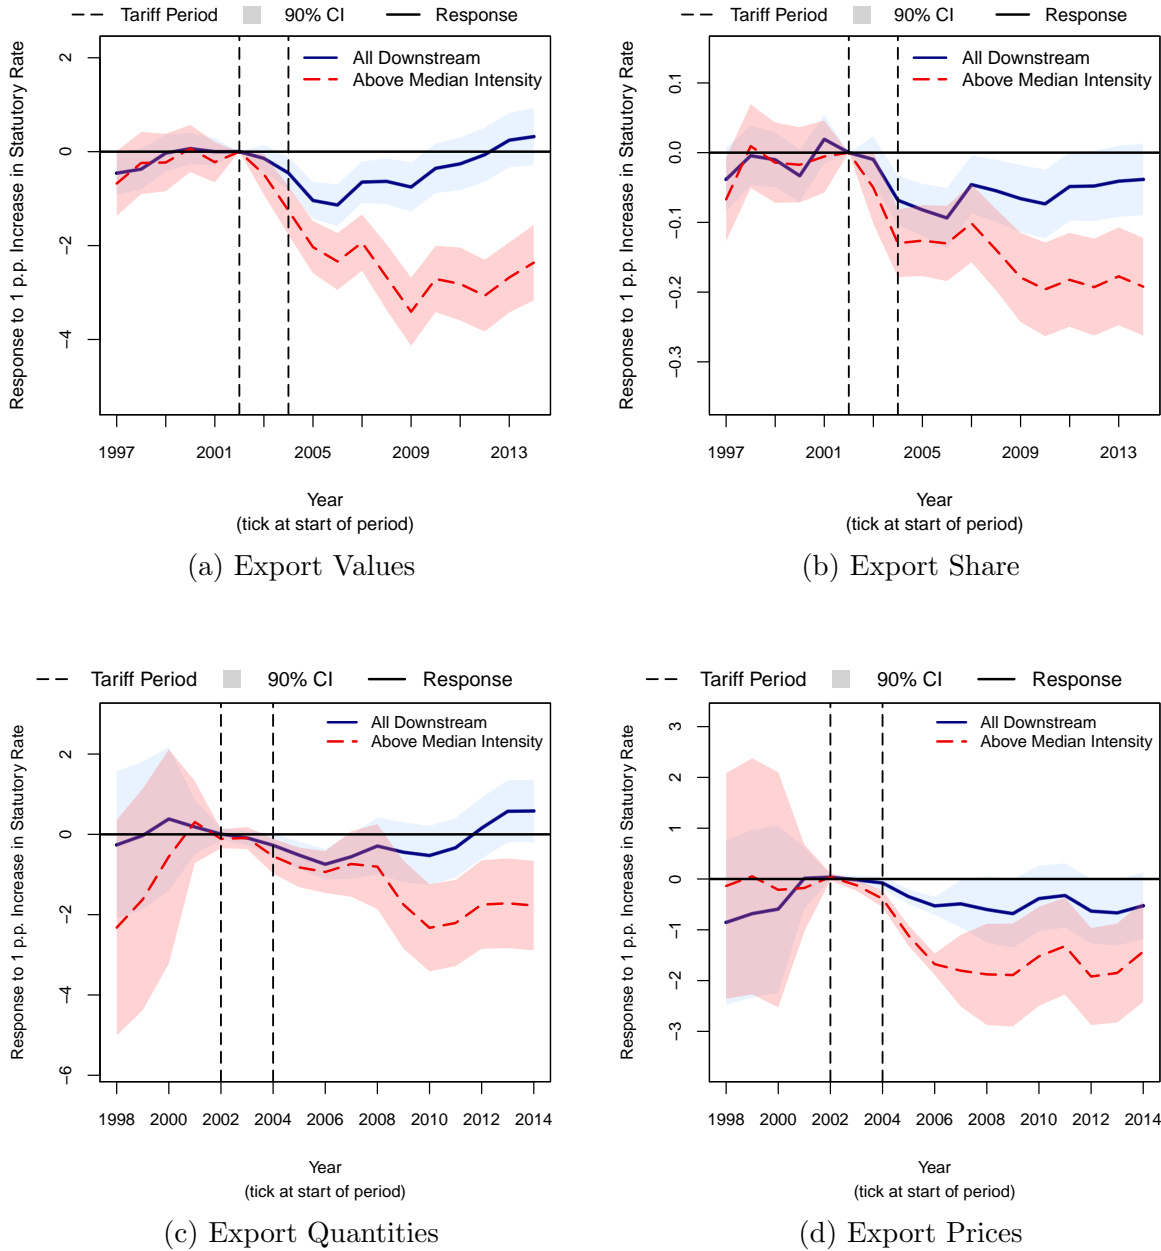 Tariff Period 90% CI Response
All Downstream
Above Median Intensity
Response to 1 p.p. Increase in Statutory Rate
2
0
−2
−4
1997 2001 2005 2009 2013
Year
(tick at start of period)
(a) Export Values
Tariff Period 90% CI Response
All Downstream
Above Median Intensity
Response to 1 p.p. Increase in Statutory Rate
0.1
0.0
−0.1
−0.2
−0.3
1997 2001 2005 2009 2013
Year
(tick at start of period)
(b) Export Share
Tariff Period 90% CI Response
All Downstream
Above Median Intensity
Response to 1 p.p. Increase in Statutory Rate
2
0
−2
−4
−6
1998 2000 2002 2004 2006 2008 2010 2012 2014
Year
(tick at start of period)
(c) Export Quantities
Tariff Period 90% CI Response
All Downstream
Above Median Intensity
Response to 1 p.p. Increase in Statutory Rate
3
2
1
0
−1
−2
−3
1998 2000 2002 2004 2006 2008 2010 2012 2014
Year
(tick at start of period)
(d) Export Prices